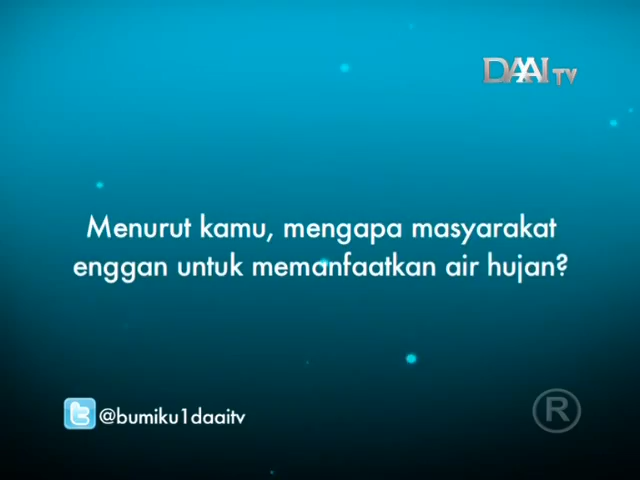 DAAI TV
Menurut kamu, mengapa masyarakat
enggan untuk memanfaatkan air hujan?
@bumiku1daaitv
R